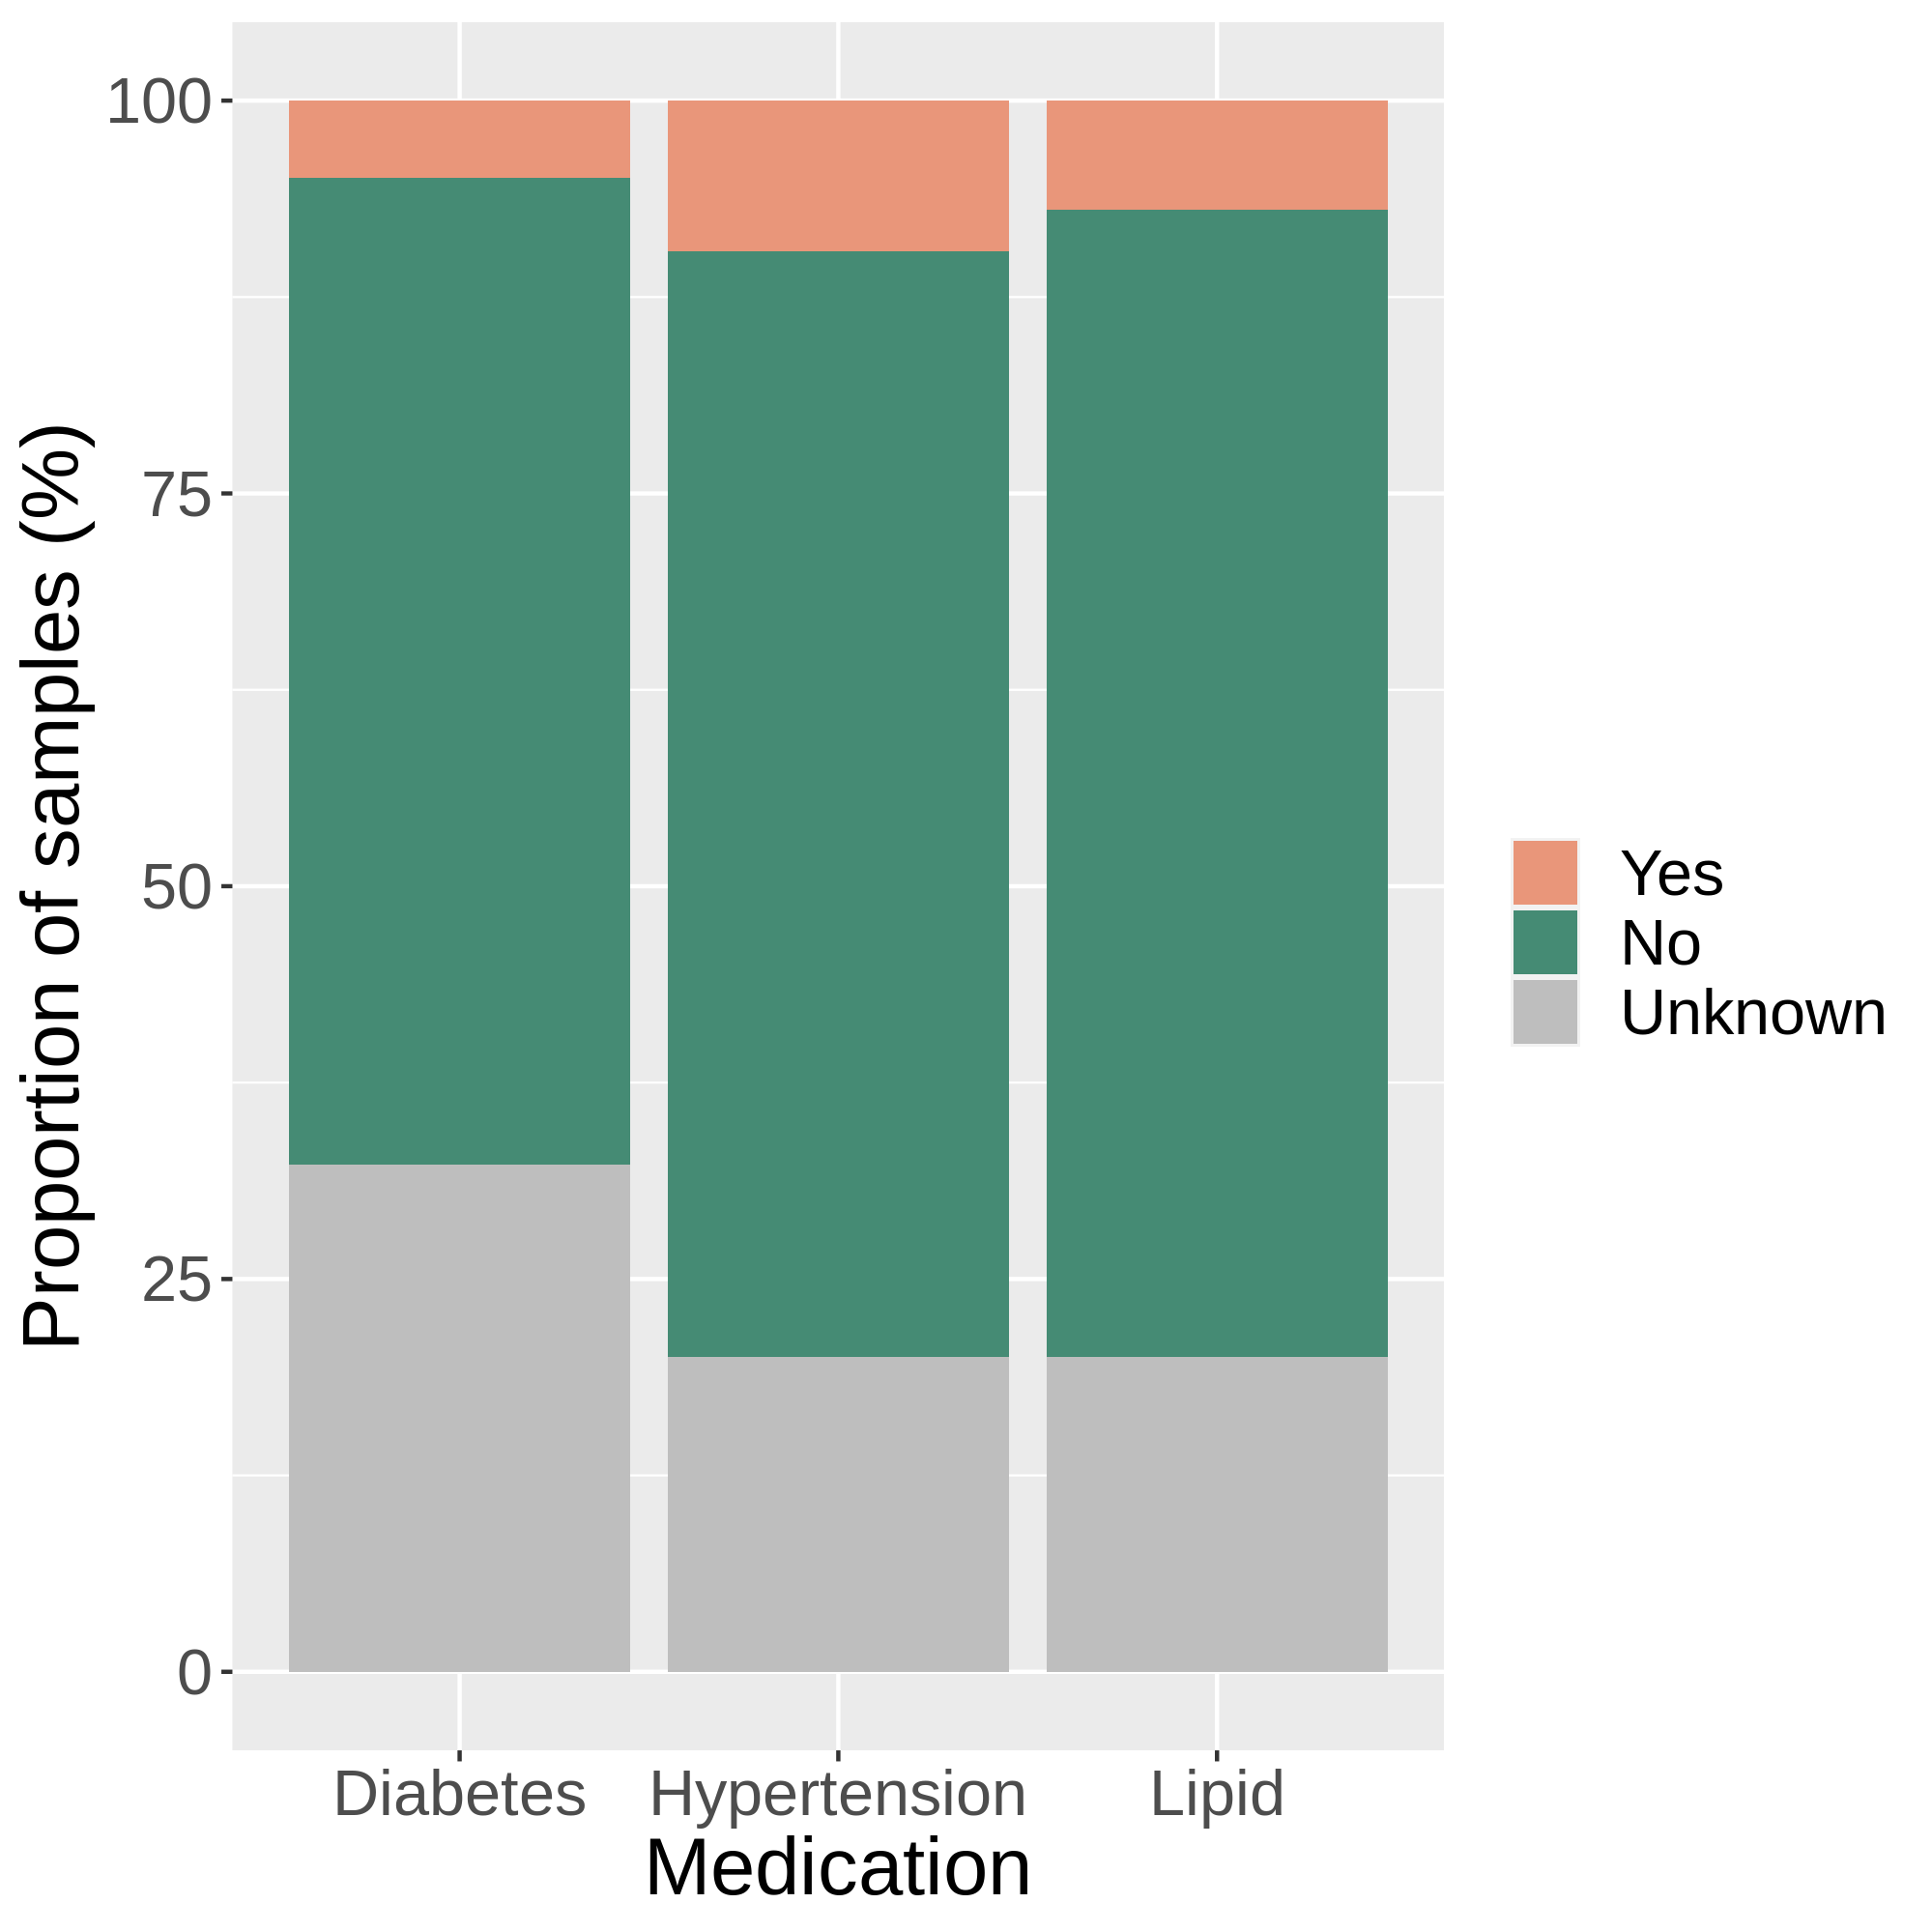 Proportion of samples (%)
100
75
50
25
0
Diabetes
Hypertension
Lipid
Medication
Yes
No
Unknown